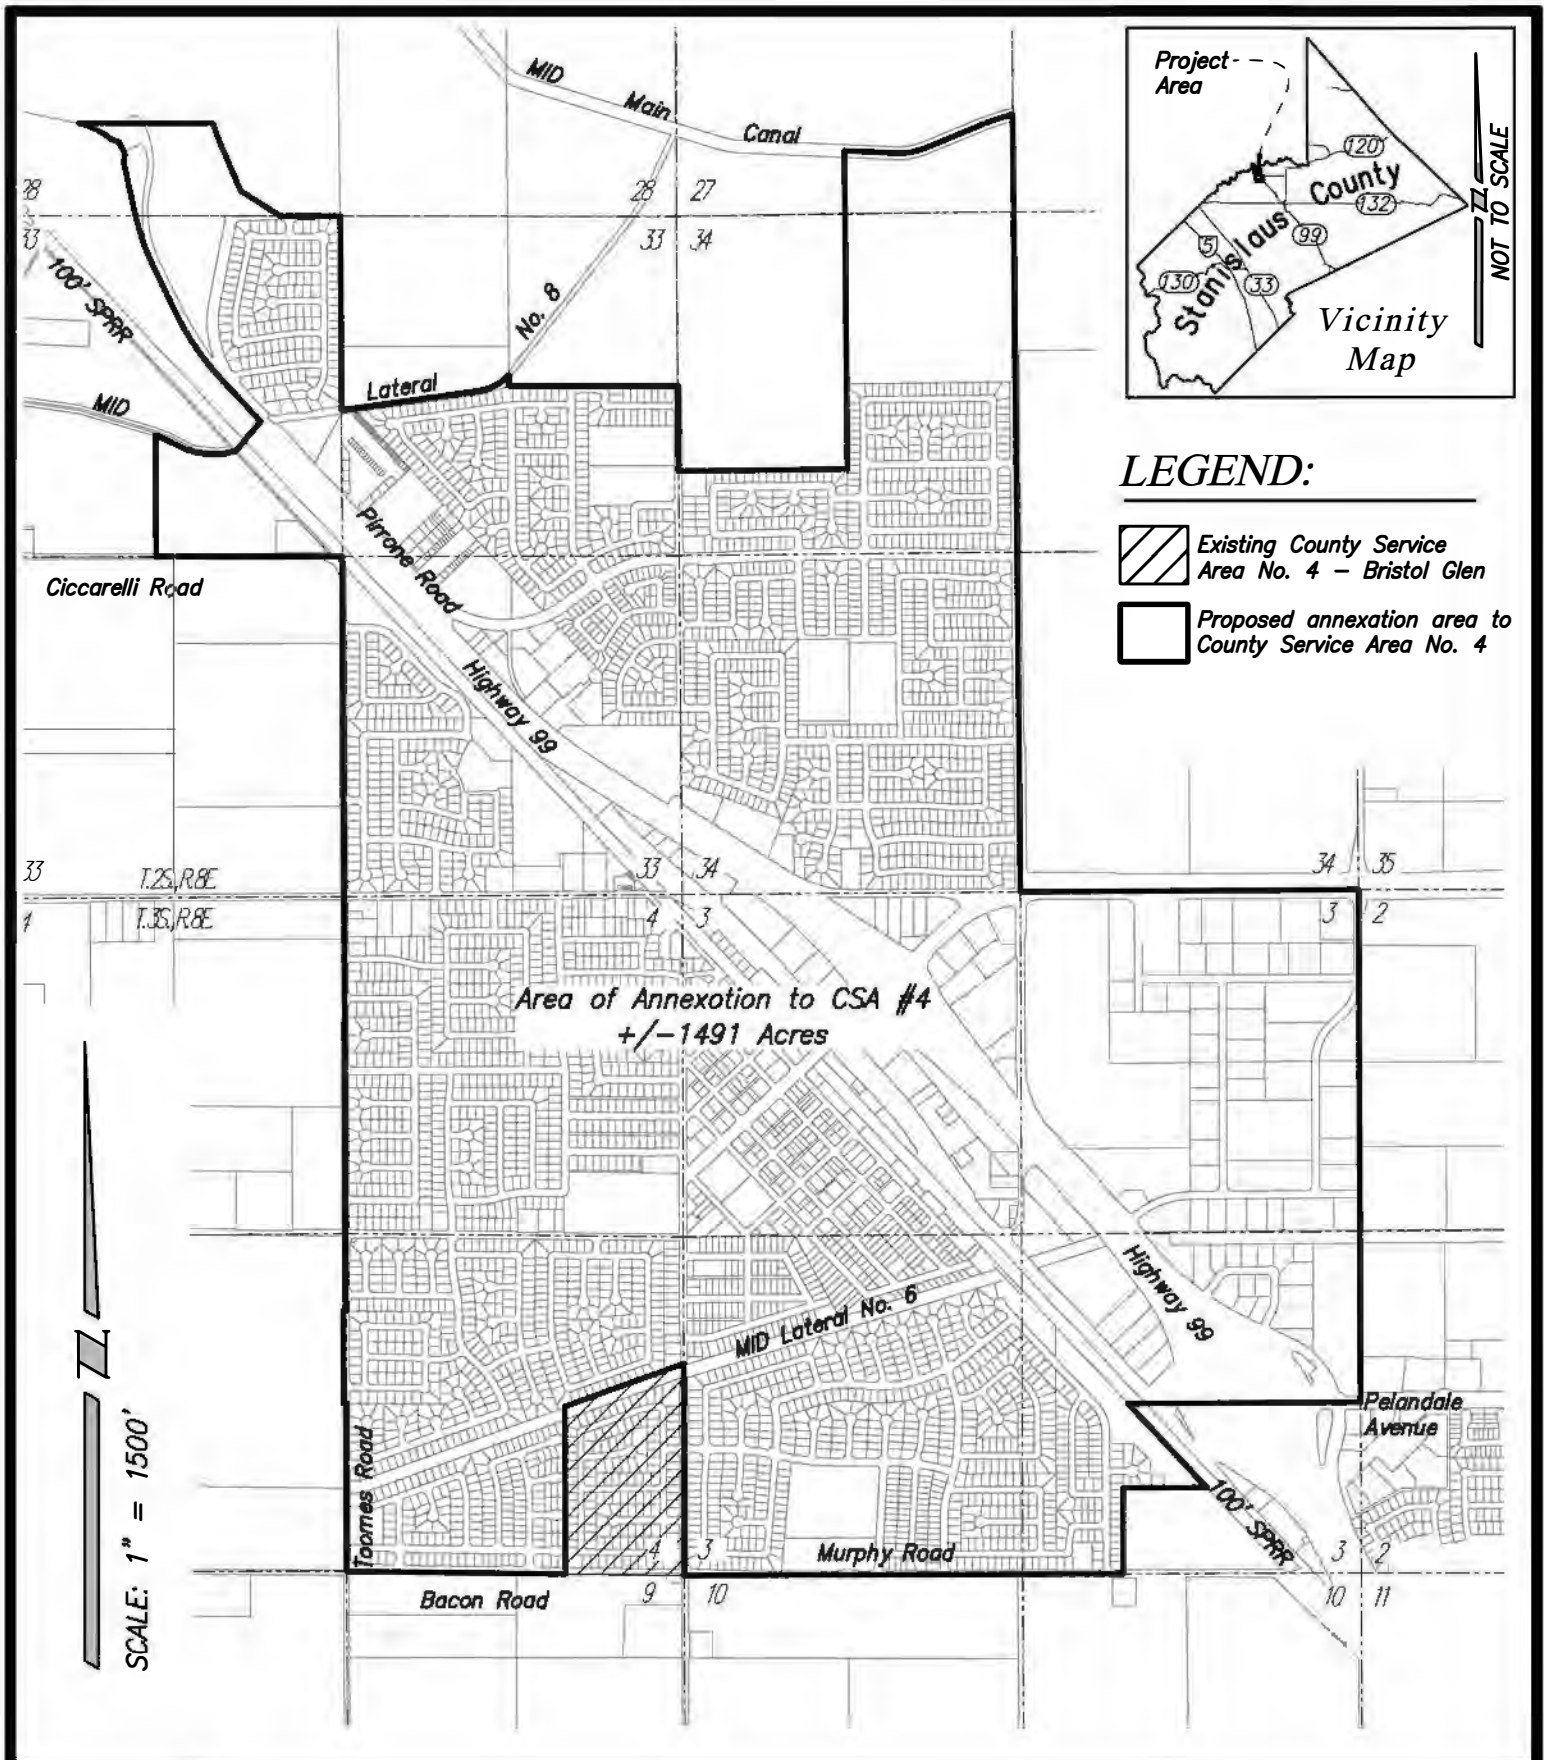 MID
Main
Canal
28
27
33
34
28
33
100' SPRR
No. 8
Lateral
MID
Pirrone Road
Ciccarelli Road
Highway 99
Project
Area
120
County
132
Stanislaus
99
5
130
33
Vicinity
Map
NOT TO SCALE
LEGEND:
Existing County Service
Area No. 4 – Bristol Glen
Proposed annexation area to
County Service Area No. 4
33
T.2S.,R.8E
33
34
34
35
4
T.3S.,R.8E
4
3
3
2
Area of Annexation to CSA #4
+/-1491 Acres
Highway 99
MID Lateral No. 6
Pelandale
Avenue
Toomes Road
100' SPRR
4
3
Murphy Road
3
2
Bacon Road
9
10
10
11
SCALE: 1" = 1500'